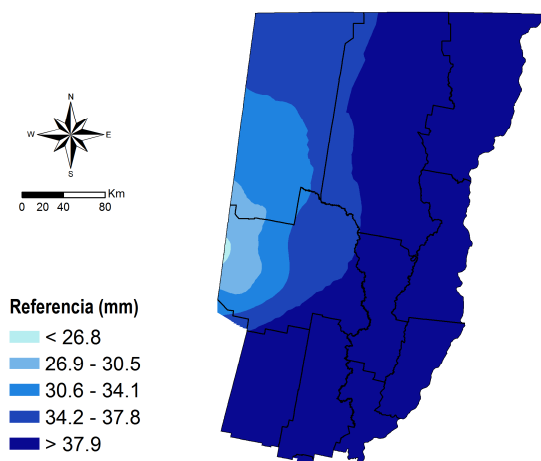 N
W E
S
Km
0 20 40 80
Referencia (mm)
< 26.8
26.9 - 30.5
30.6 - 34.1
34.2 - 37.8
> 37.9